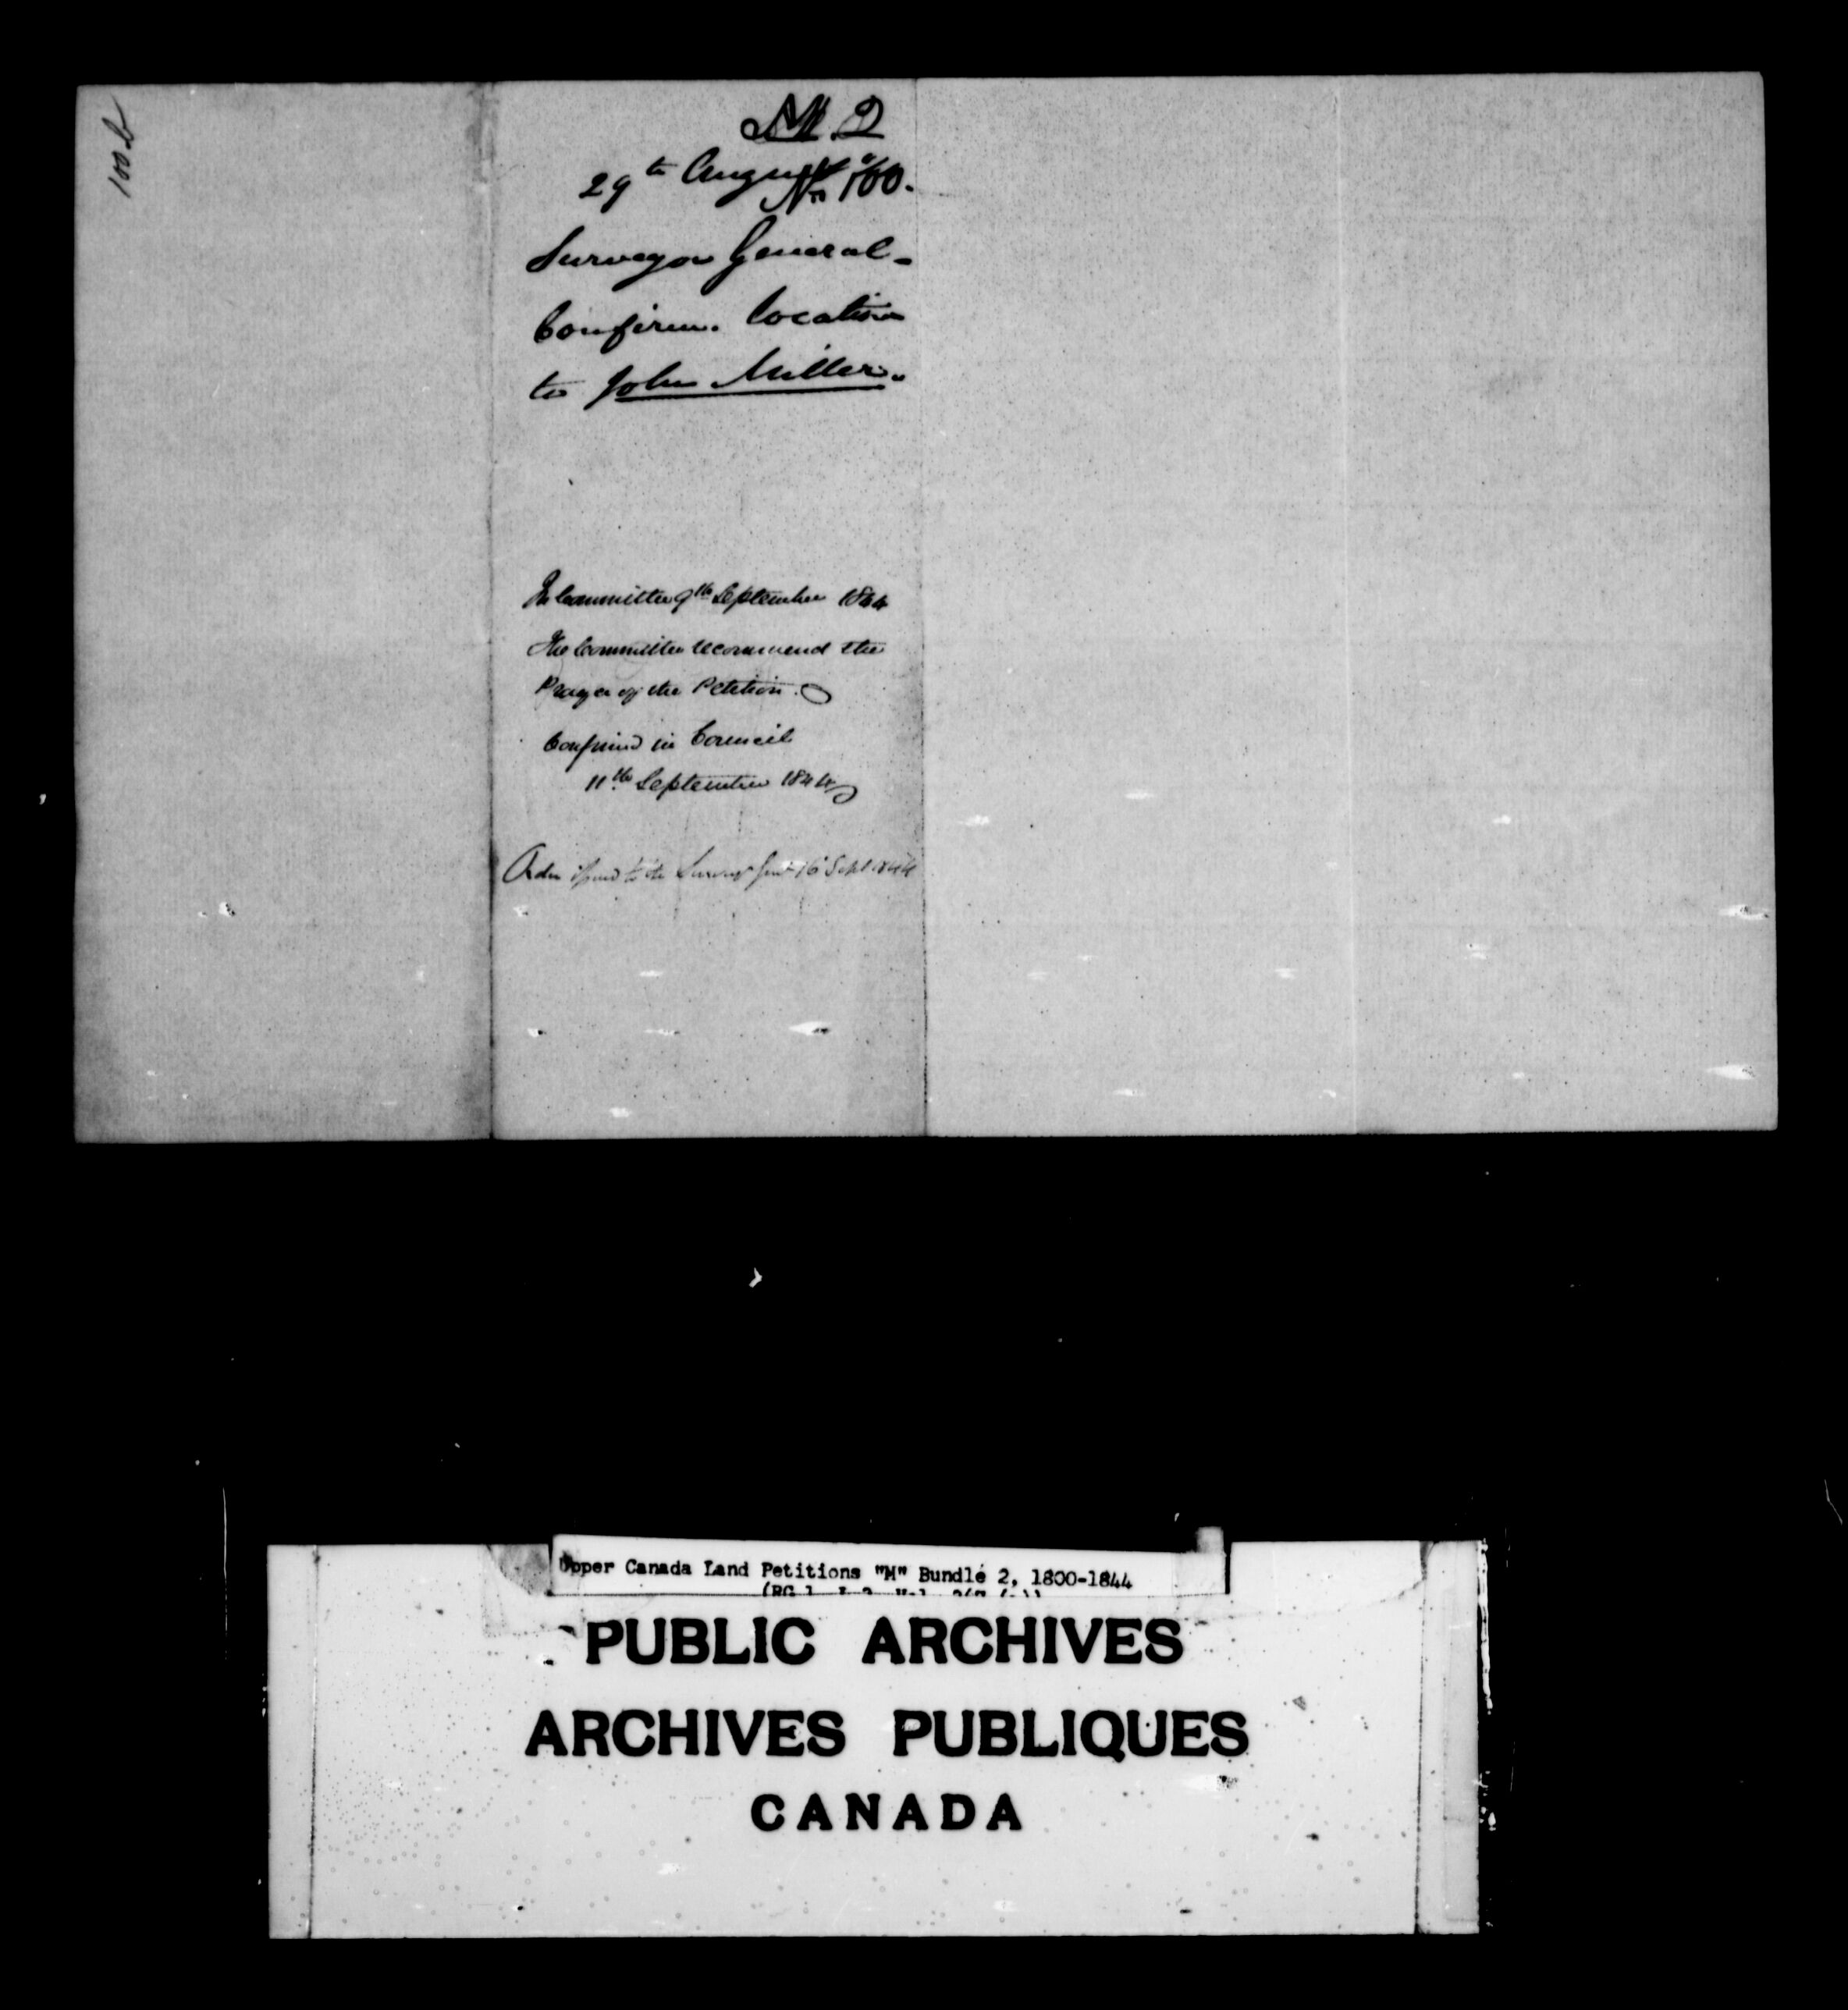 100b
M 2
29th August
No 100.
Surveyor General -
Confirm. location
to John Miller.
In Committee 9th September 1844
The Committee recommend the
Prayer of the Petition.
Confirmd in Council
11th September 1844
Order issued to the Survey Genl 16 Sept 1844
Upper Canada Land Petitions "M" Bundle 2, 1800-1844
PUBLIC ARCHIVES
ARCHIVES PUBLIQUES
CANADA